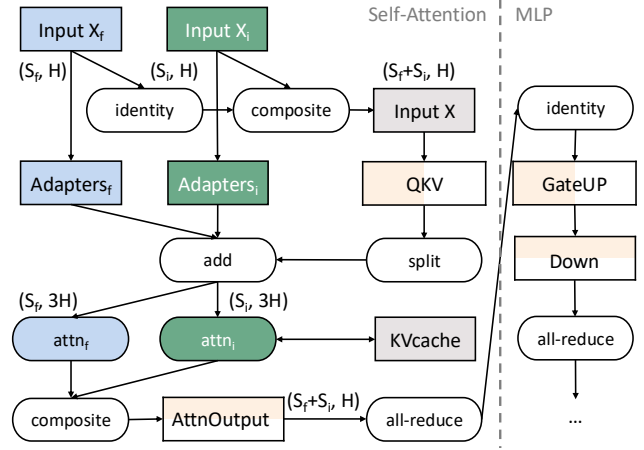 Input X_f
Input X_i
Self-Attention
MLP
(S_f, H)
(S_i, H)
(S_f+S_i, H)
identity
composite
Input X
identity
Adapters_f
Adapters_i
QKV
GateUP
add
split
Down
(S_f, 3H)
(S_i, 3H)
attn_f
attn_i
KVcache
all-reduce
composite
AttnOutput
(S_f+S_i, H)
all-reduce
...